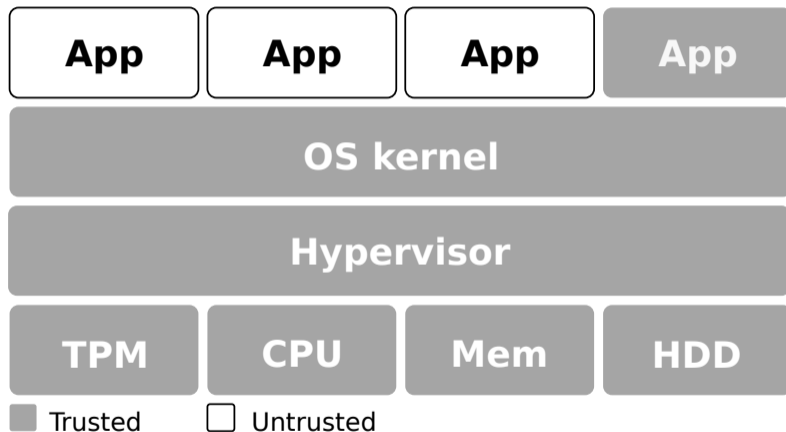 App App App App
OS kernel
Hypervisor
TPM CPU Mem HDD
Trusted Untrusted